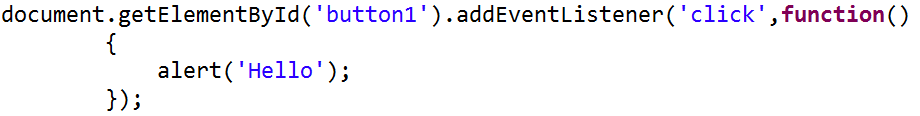 document.getElementById('button1').addEventListener('click',function()
{
alert('Hello');
});